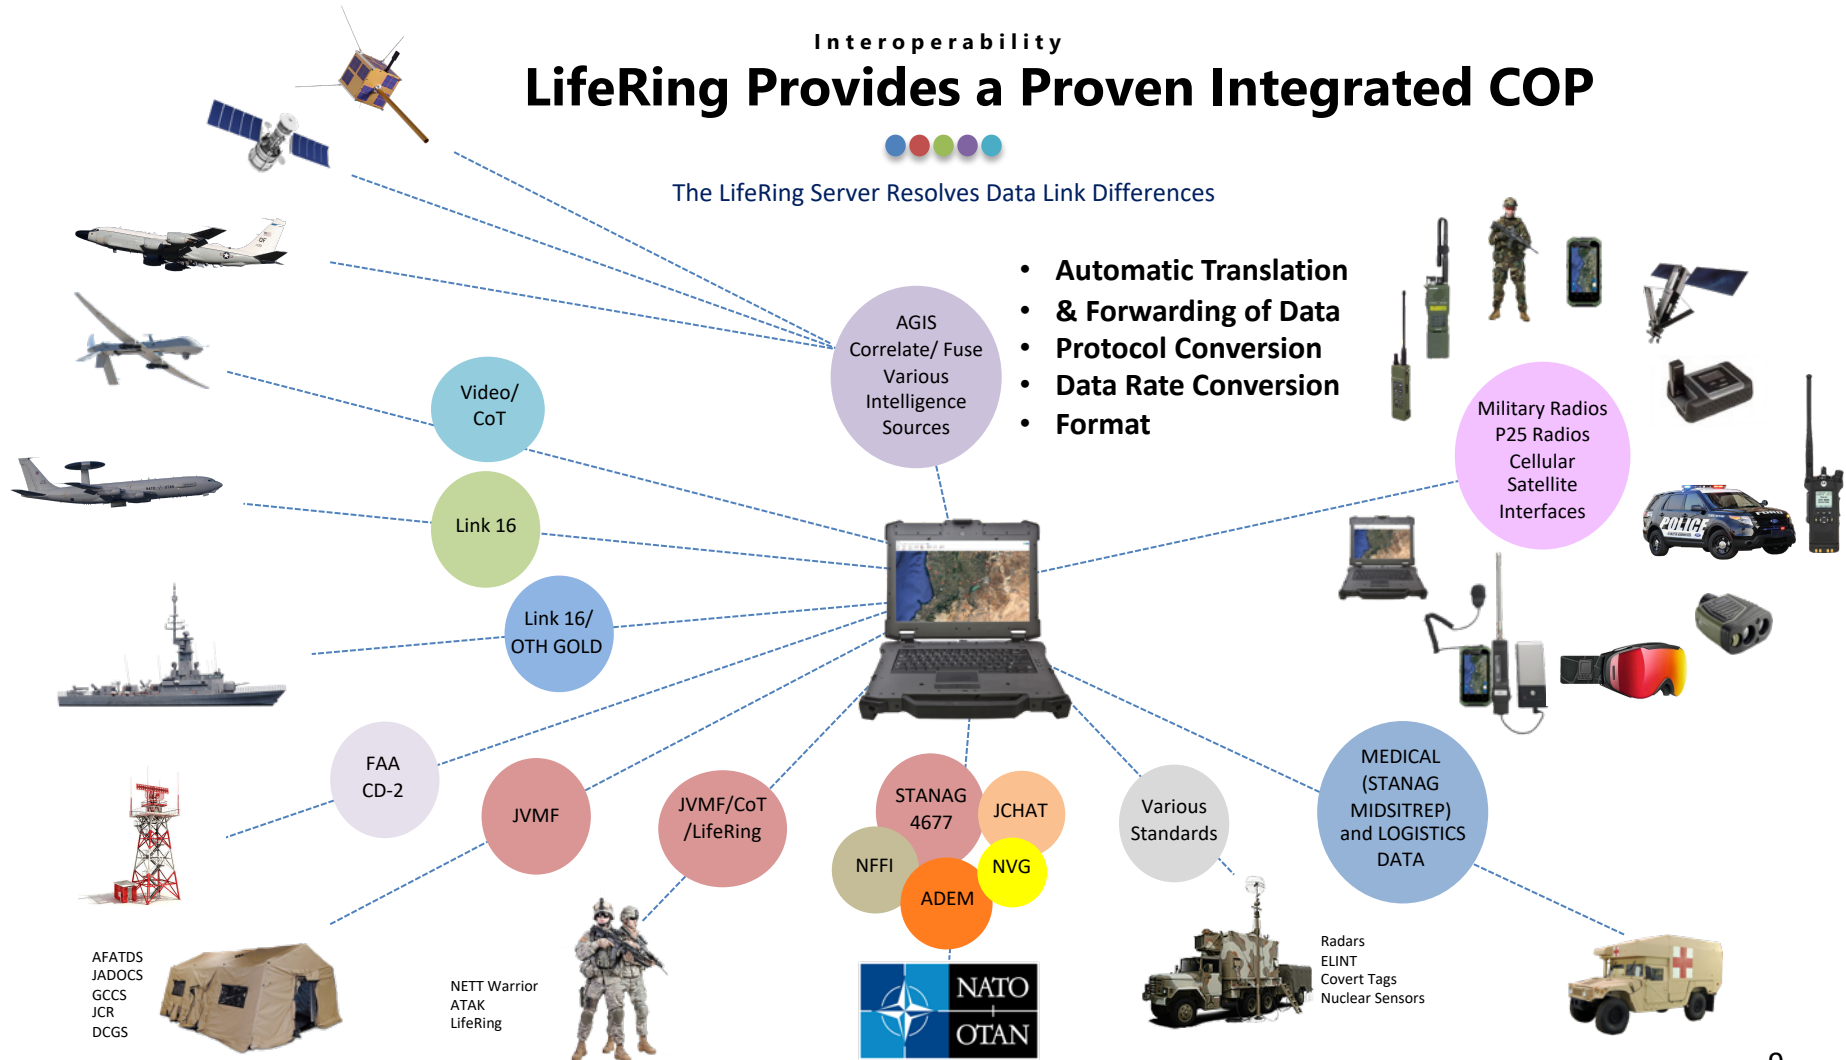 Interoperability
LifeRing Provides a Proven Integrated COP
The LifeRing Server Resolves Data Link Differences
• Automatic Translation
• & Forwarding of Data
• Protocol Conversion
• Data Rate Conversion
• Format
AGIS
Correlate/ Fuse
Various
Intelligence
Sources
Video/
CoT
Link 16
Link 16/
OTH GOLD
FAA
CD-2
JVMF
JVMF/CoT
/LifeRing
STANAG
4677
JCHAT
NFFI
NVG
ADEM
Various
Standards
MEDICAL
(STANAG
MIDSITREP)
and LOGISTICS
DATA
Military Radios
P25 Radios
Cellular
Satellite
Interfaces
POLICE
AFATDS
JADOCS
GCCS
JCR
DCGS
NETT Warrior
ATAK
LifeRing
NATO
OTAN
Radars
ELINT
Covert Tags
Nuclear Sensors